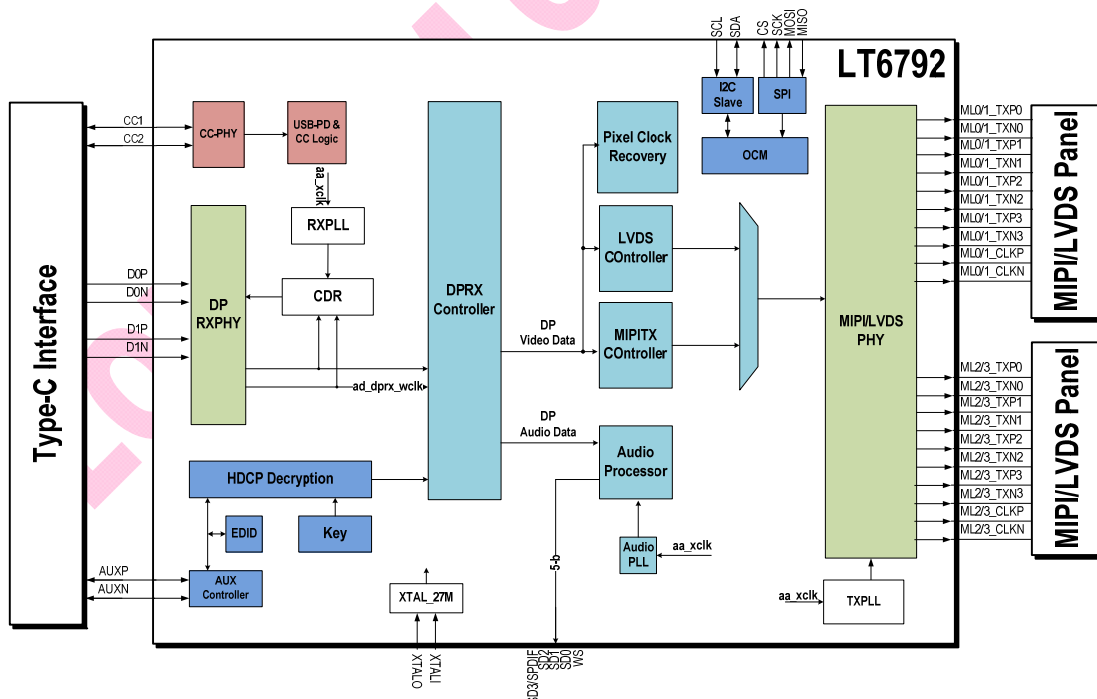 LT6792
SCL
SDA
CS
SCK
MOSI
MISO
Type-C Interface
CC1
CC2
D0P
D0N
D1P
D1N
AUXP
AUXN
CC-PHY
USB-PD &
CC Logic
aa_xclk
RXPLL
CDR
DP
RXPHY
ad_dprx_wclk
HDCP Decryption
EDID
Key
AUX
Controller
XTAL_27M
XTALO
XTALI
DPRX
Controller
DP
Video Data
DP
Audio Data
Pixel Clock
Recovery
LVDS
COntroller
MIPITX
COntroller
Audio
Processor
Audio
PLL
aa_xclk
5-b
SD3/SPDIF
SD2
SD1
SD0
WS
I2C
Slave
SPI
OCM
MIPI/LVDS
PHY
aa_xclk
TXPLL
ML0/1_TXP0
ML0/1_TXN0
ML0/1_TXP1
ML0/1_TXN1
ML0/1_TXP2
ML0/1_TXN2
ML0/1_TXP3
ML0/1_TXN3
ML0/1_CLKP
ML0/1_CLKN
MIPI/LVDS Panel
ML2/3_TXP0
ML2/3_TXN0
ML2/3_TXP1
ML2/3_TXN1
ML2/3_TXP2
ML2/3_TXN2
ML2/3_TXP3
ML2/3_TXN3
ML2/3_CLKP
ML2/3_CLKN
MIPI/LVDS Panel